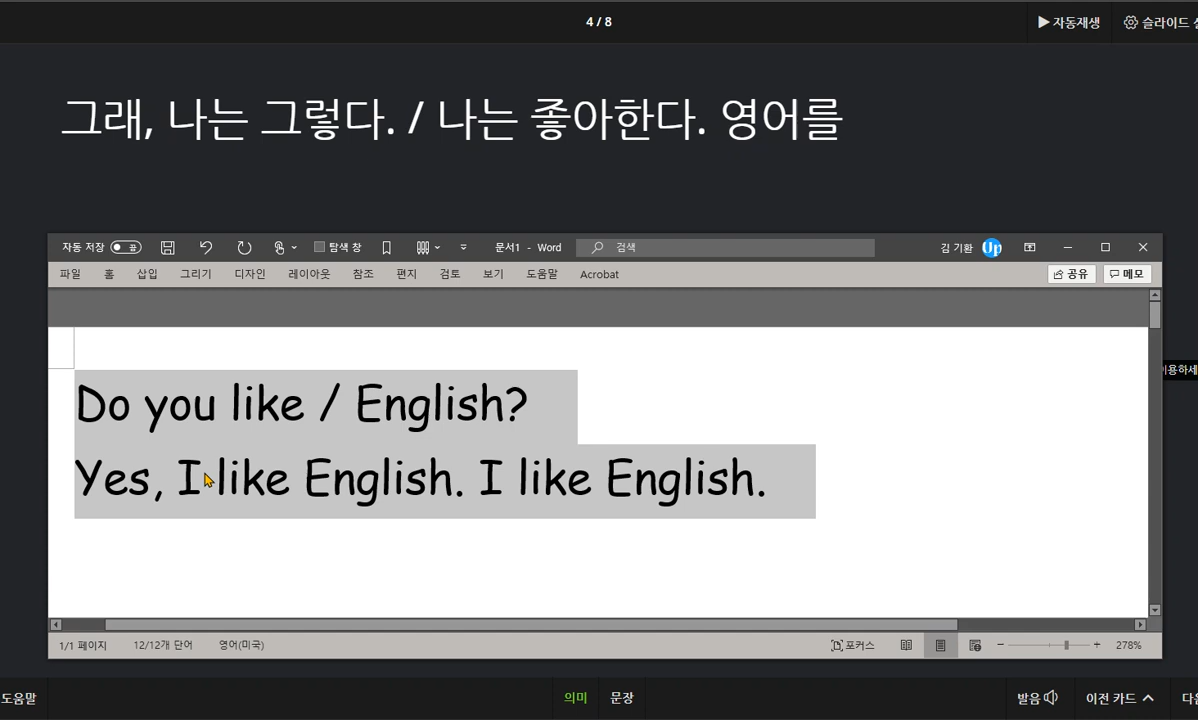 4 / 8
자동재생
슬라이드
그래, 나는 그렇다. / 나는 좋아한다. 영어를
자동 저장
탐색 창
문서1 - Word
검색
김 기환
Up
파일 홈 삽입 그리기 디자인 레이아웃 참조 편지 검토 보기 도움말 Acrobat
공유
메모
이용하세
Do you like / English?
Yes, I like English. I like English.
1/1 페이지 12/12개 단어 영어(미국)
포커스
278%
도움말
의미
문장
발음
이전 카드